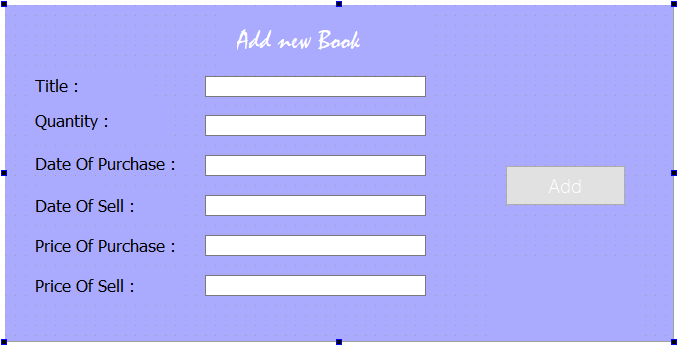 Add new Book
Title :
Quantity :
Date Of Purchase :
Add
Date Of Sell :
Price Of Purchase :
Price Of Sell :